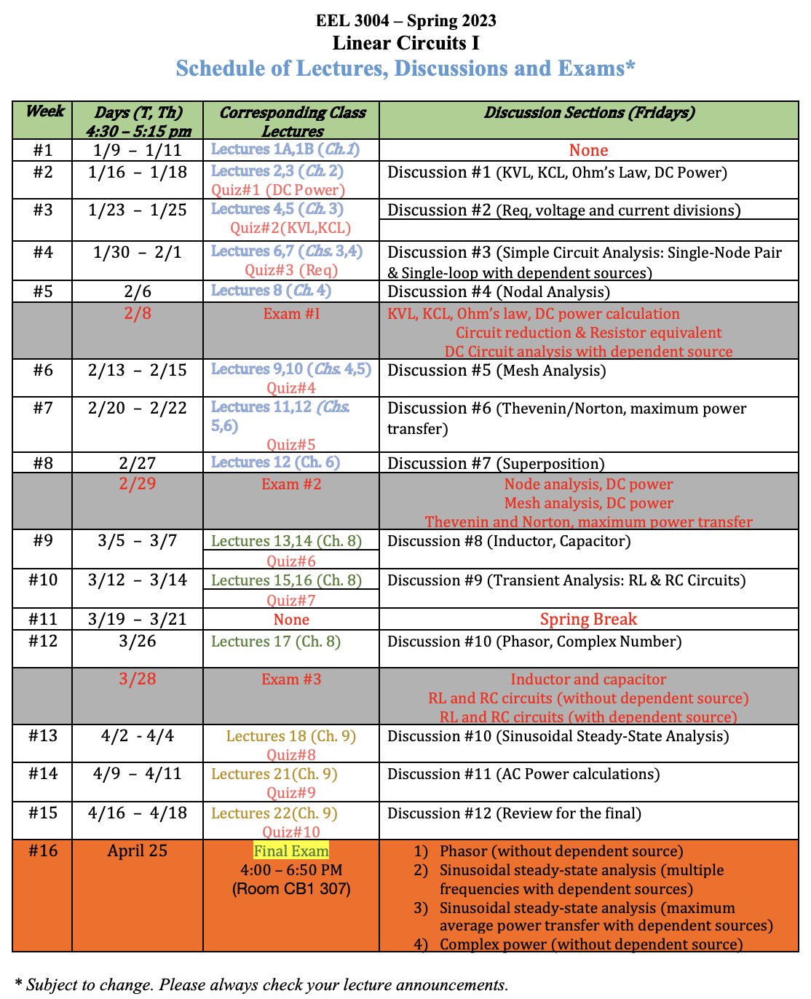 EEL 3004 – Spring 2023
Linear Circuits I
Schedule of Lectures, Discussions and Exams*
Week
Days (T, Th)
4:30 – 5:15 pm
Corresponding Class
Lectures
Discussion Sections (Fridays)
#1
1/9 – 1/11
Lectures 1A,1B (Ch.1)
None
#2
1/16 – 1/18
Lectures 2,3 (Ch. 2)
Quiz#1 (DC Power)
Discussion #1 (KVL, KCL, Ohm’s Law, DC Power)
#3
1/23 – 1/25
Lectures 4,5 (Ch. 3)
Quiz#2(KVL,KCL)
Discussion #2 (Req, voltage and current divisions)
#4
1/30 – 2/1
Lectures 6,7 (Chs. 3,4)
Quiz#3 (Req)
Discussion #3 (Simple Circuit Analysis: Single-Node Pair
& Single-loop with dependent sources)
#5
2/6
Lectures 8 (Ch. 4)
Discussion #4 (Nodal Analysis)
2/8
Exam #I
KVL, KCL, Ohm’s law, DC power calculation
Circuit reduction & Resistor equivalent
DC Circuit analysis with dependent source
#6
2/13 – 2/15
Lectures 9,10 (Chs. 4,5)
Quiz#4
Discussion #5 (Mesh Analysis)
#7
2/20 – 2/22
Lectures 11,12 (Chs.
5,6)
Quiz#5
Discussion #6 (Thevenin/Norton, maximum power
transfer)
#8
2/27
Lectures 12 (Ch. 6)
Discussion #7 (Superposition)
2/29
Exam #2
Node analysis, DC power
Mesh analysis, DC power
Thevenin and Norton, maximum power transfer
#9
3/5 – 3/7
Lectures 13,14 (Ch. 8)
Quiz#6
Discussion #8 (Inductor, Capacitor)
#10
3/12 – 3/14
Lectures 15,16 (Ch. 8)
Quiz#7
Discussion #9 (Transient Analysis: RL & RC Circuits)
#11
3/19 – 3/21
None
Spring Break
#12
3/26
Lectures 17 (Ch. 8)
Discussion #10 (Phasor, Complex Number)
3/28
Exam #3
Inductor and capacitor
RL and RC circuits (without dependent source)
RL and RC circuits (with dependent source)
#13
4/2 - 4/4
Lectures 18 (Ch. 9)
Quiz#8
Discussion #10 (Sinusoidal Steady-State Analysis)
#14
4/9 – 4/11
Lectures 21(Ch. 9)
Quiz#9
Discussion #11 (AC Power calculations)
#15
4/16 – 4/18
Lectures 22(Ch. 9)
Quiz#10
Discussion #12 (Review for the final)
#16
April 25
Final Exam
4:00 – 6:50 PM
(Room CB1 307)
1) Phasor (without dependent source)
2) Sinusoidal steady-state analysis (multiple
frequencies with dependent sources)
3) Sinusoidal steady-state analysis (maximum
average power transfer with dependent sources)
4) Complex power (without dependent source)
* Subject to change. Please always check your lecture announcements.